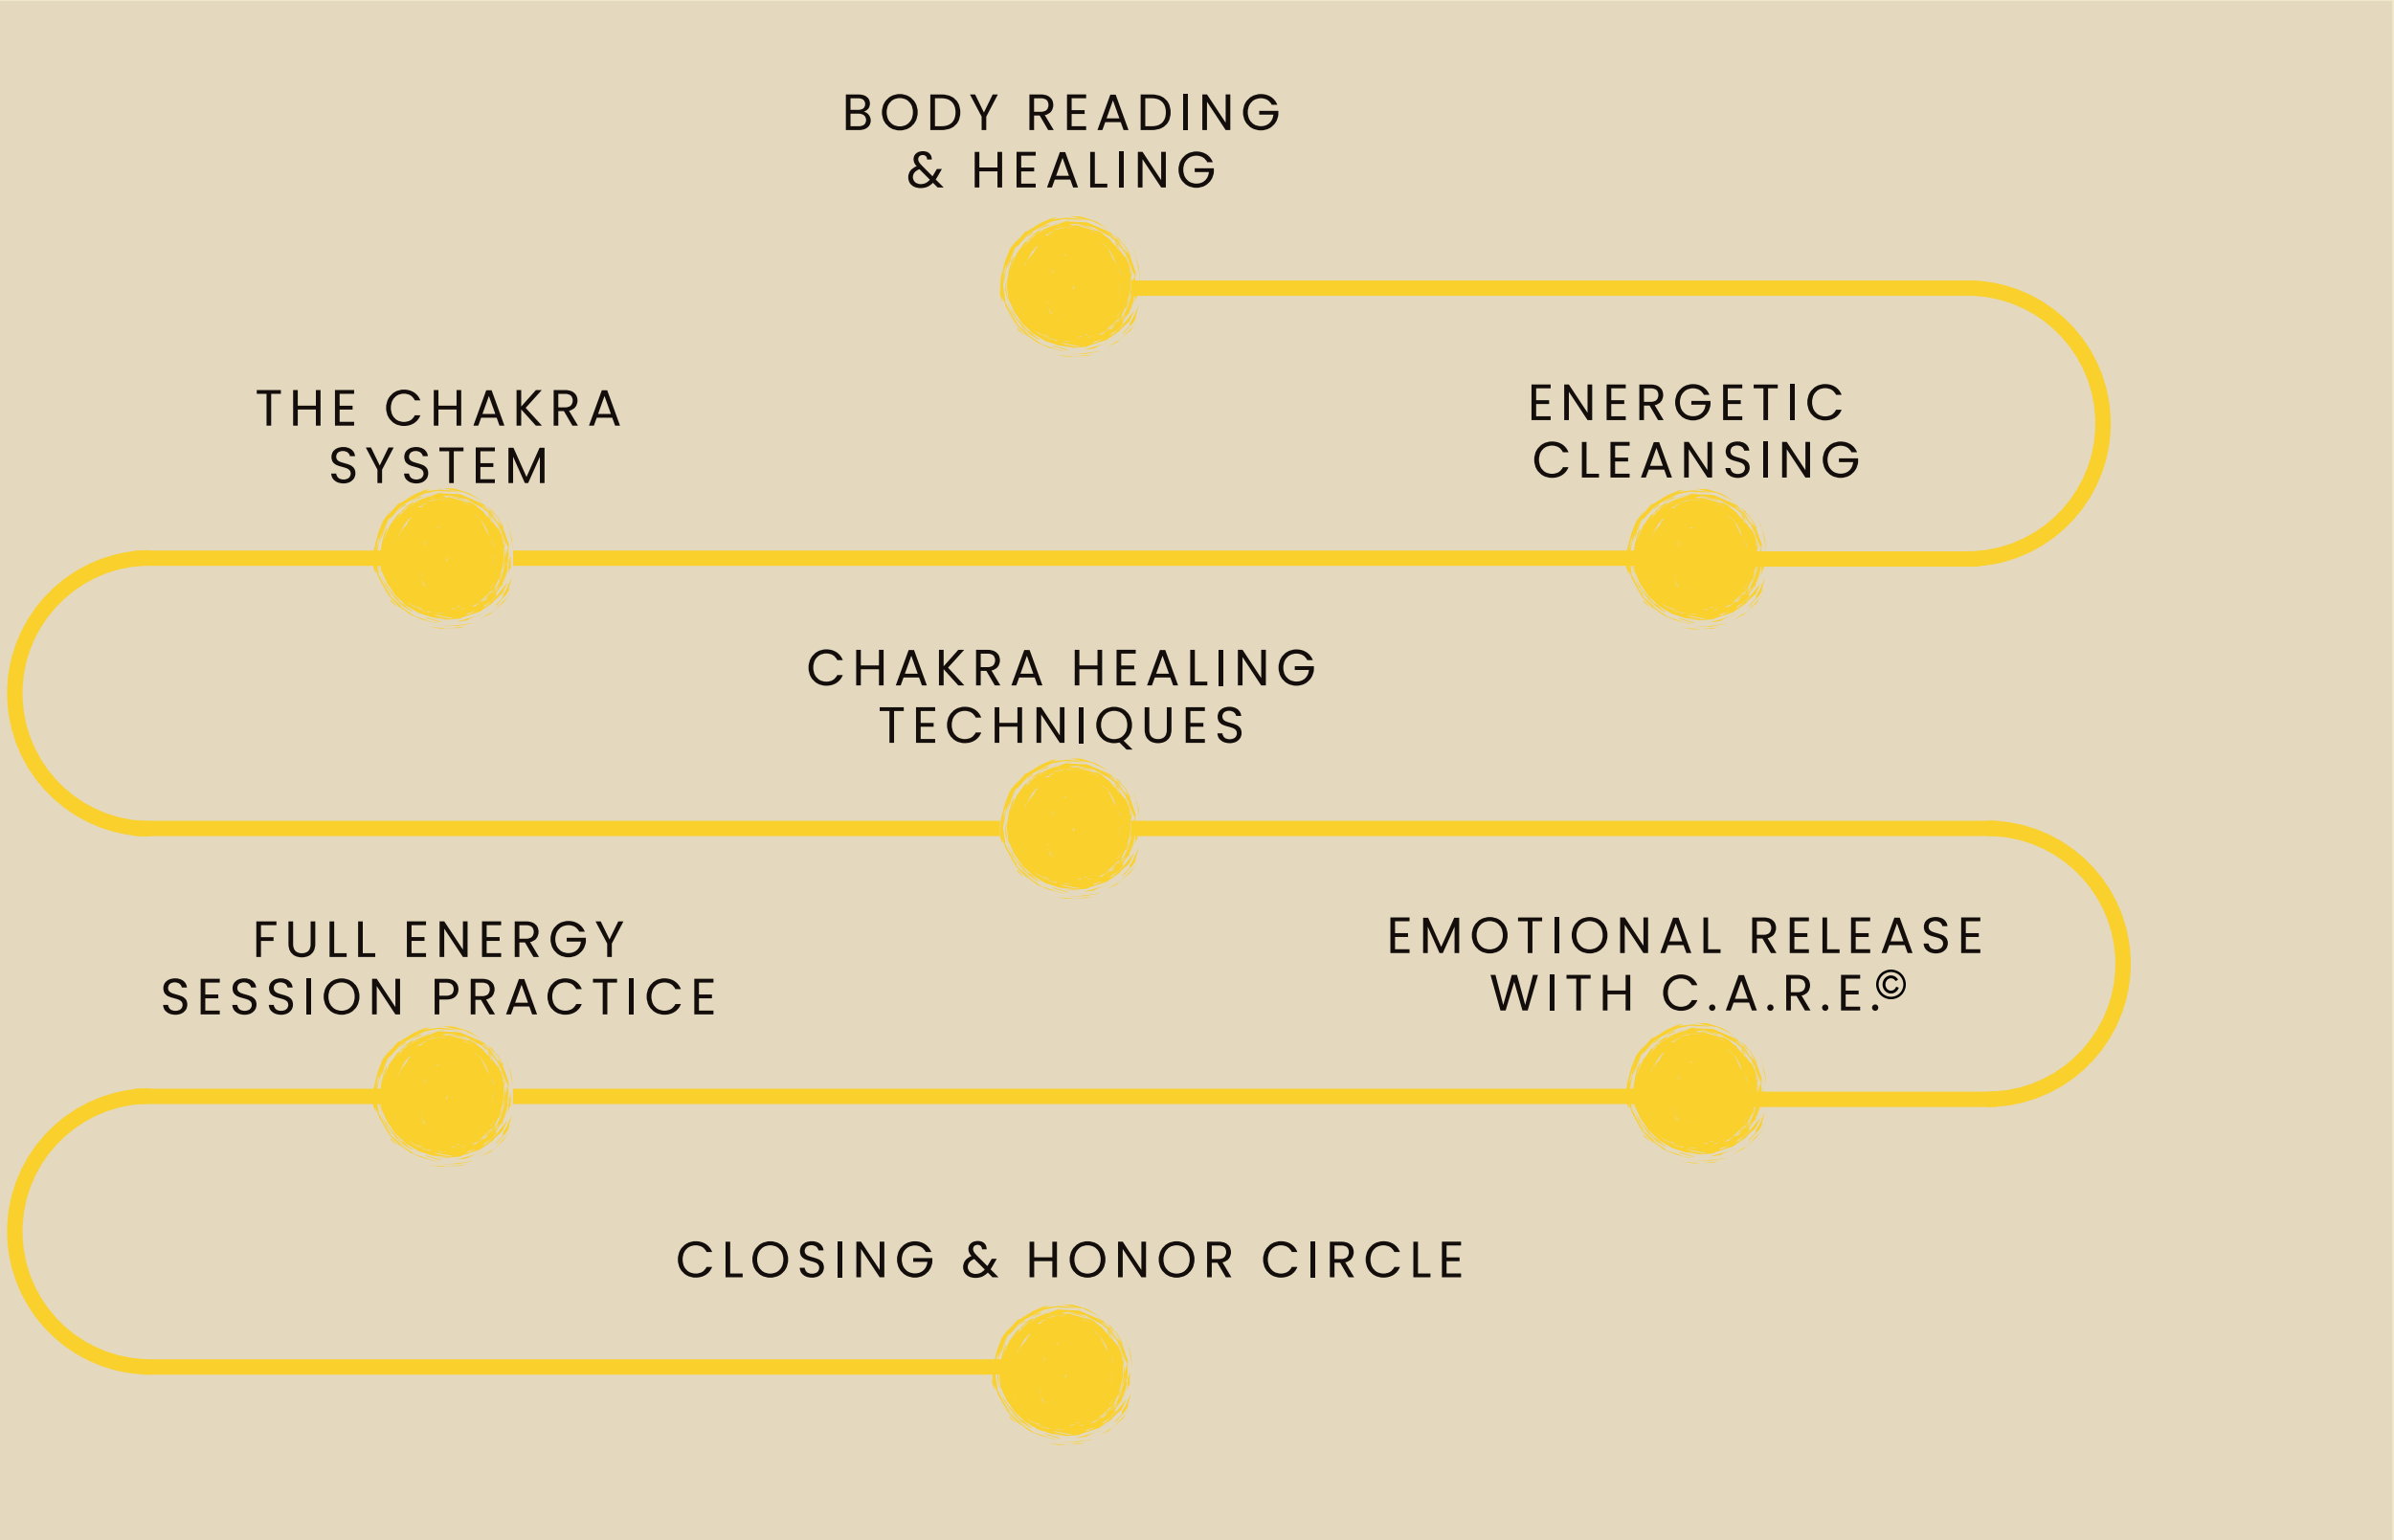 BODY READING
& HEALING
THE CHAKRA
SYSTEM
ENERGETIC
CLEANSING
CHAKRA HEALING
TECHNIQUES
FULL ENERGY
SESSION PRACTICE
EMOTIONAL RELEASE
WITH C.A.R.E.©
CLOSING & HONOR CIRCLE